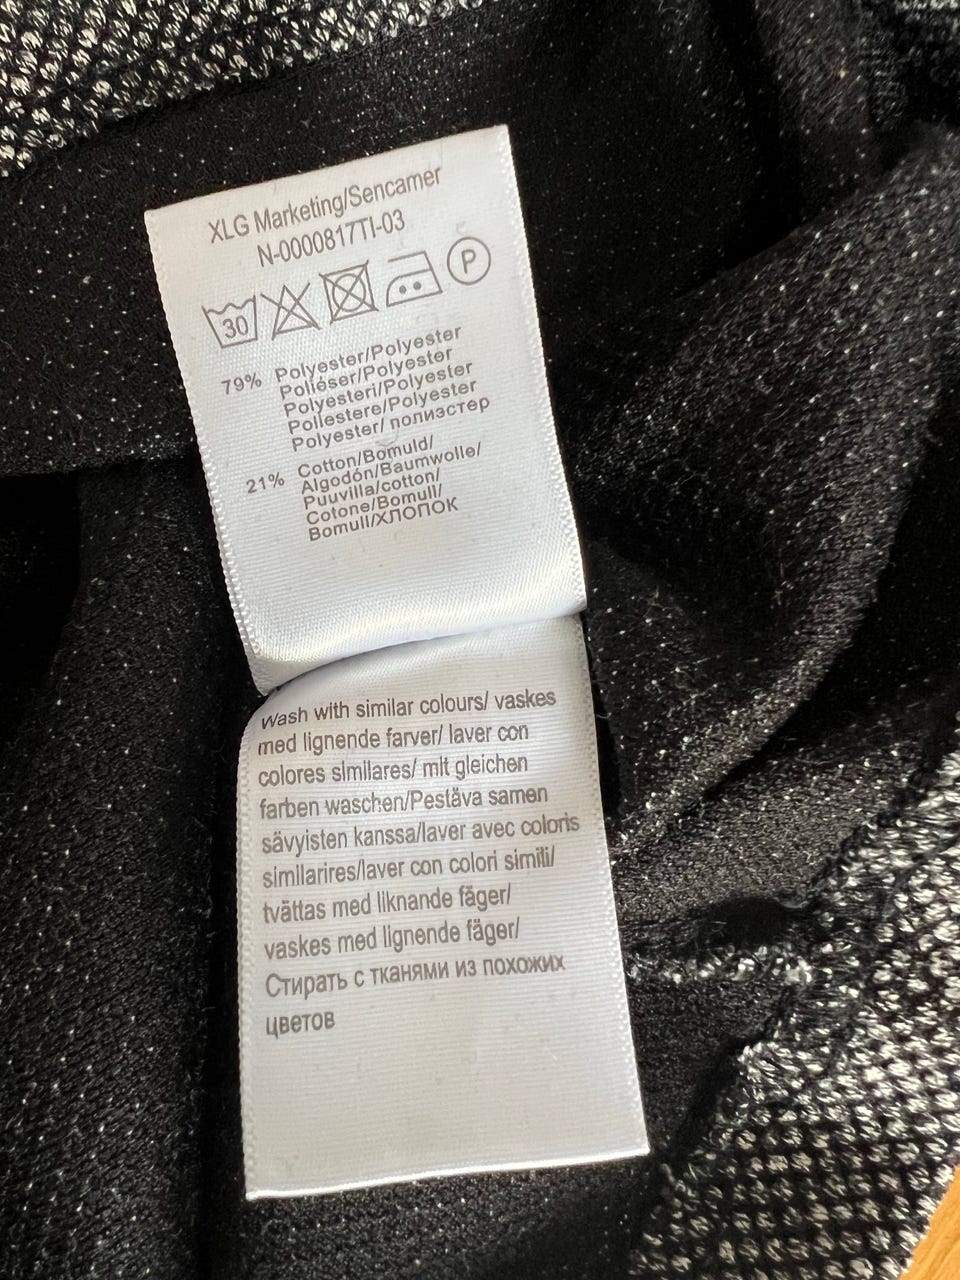 XLG Marketing/Sencamer
N-0000817TI-03
30 P
79% Polyester/Polyester
Poliéser/Polyester
Polyesteri/Polyester
Poliestere/Polyester
Polyester/ полиэстер
21% Cotton/Bomuld/
Algodón/Baumwolle/
Puuvilla/cotton/
Cotone/Bomull/
Bomull/ХЛОПОК
Wash with similar colours/ vaskes
med lignende farver/ laver con
colores similares/ mit gleichen
farben waschen/Pestäva samen
sävyisten kanssa/laver avec coloris
similarires/laver con colori simili/
tvättas med liknande fäger/
vaskes med lignende fäger/
Стирать с тканями из похожих
цветов